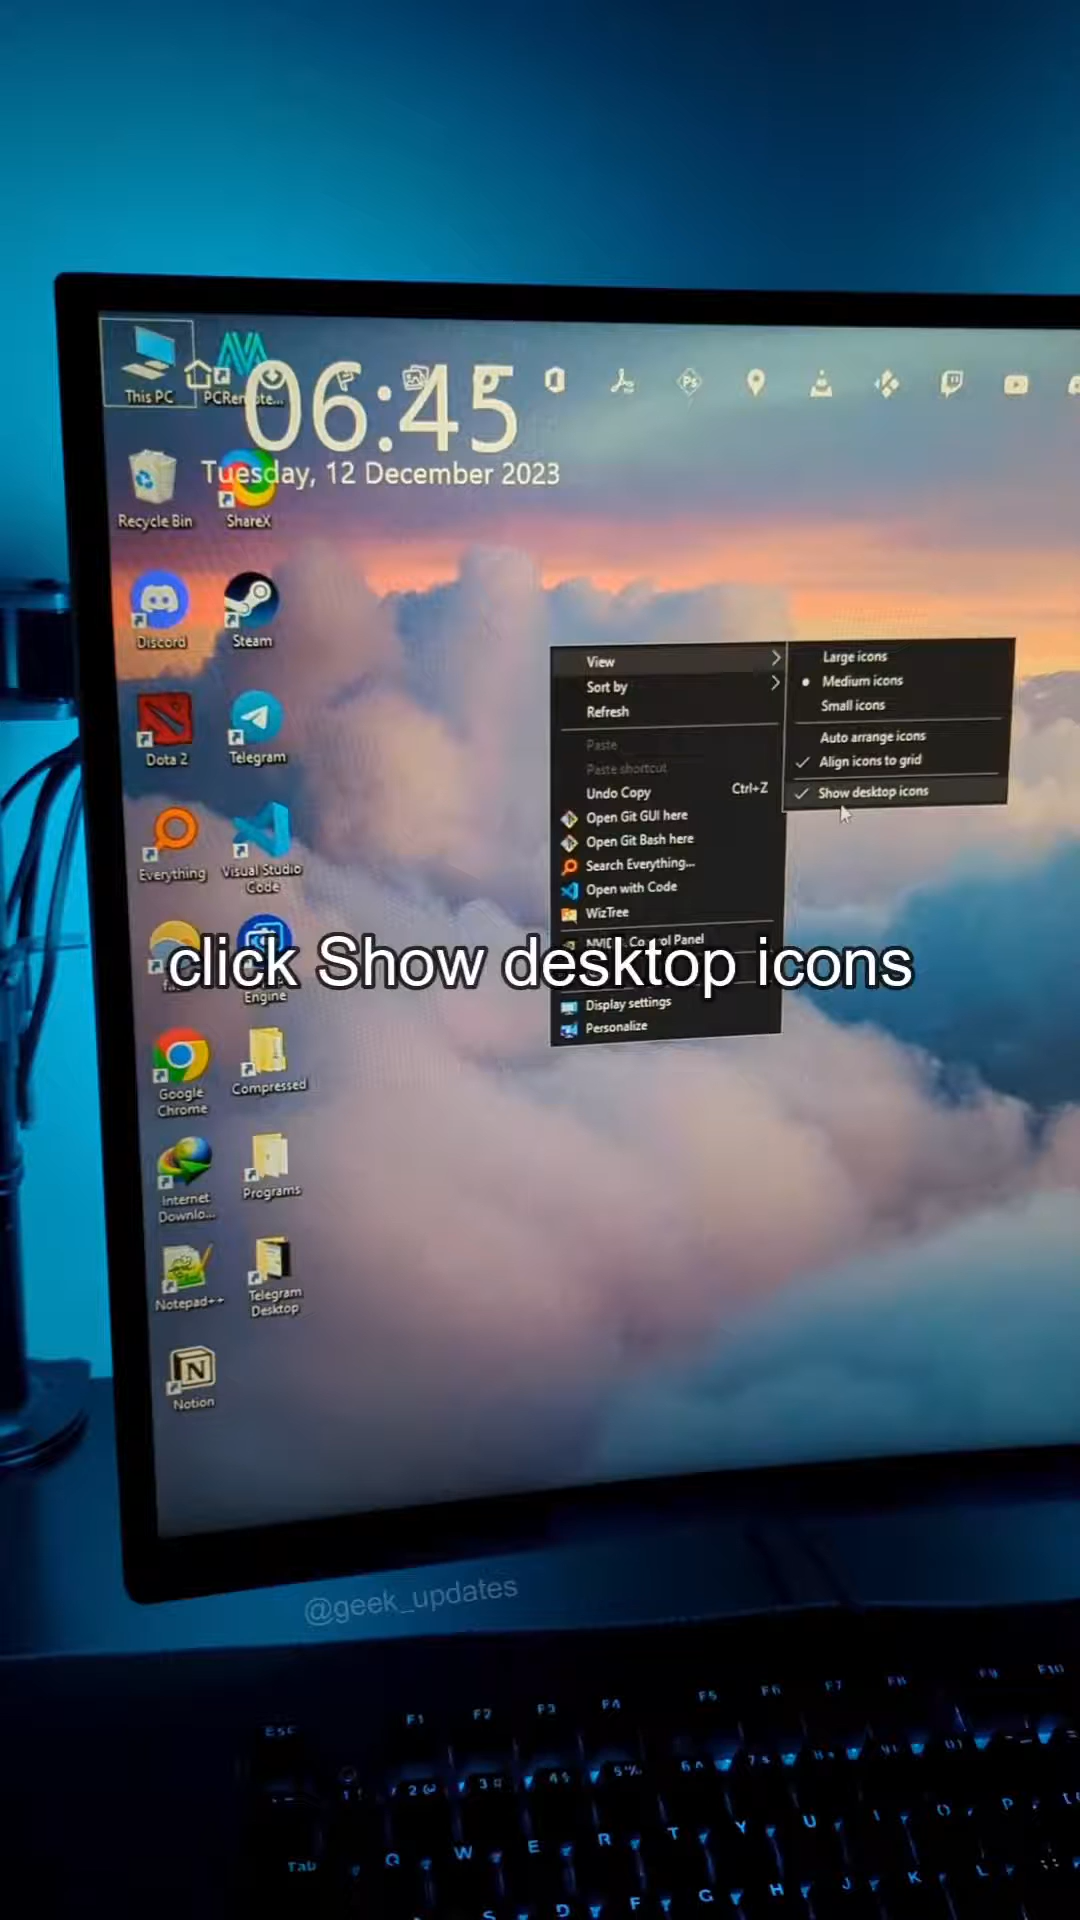 06:45
Tuesday, 12 December 2023
This PC
PCRemote...
Recycle Bin
ShareX
Discord
Steam
Dota 2
Telegram
Everything
Visual Studio
Code
Engine
Google
Chrome
Compressed
Internet
Downlo...
Programs
Notepad++
Telegram
Desktop
Notion
View
Sort by
Refresh
Paste
Paste shortcut
Undo Copy Ctrl+Z
Open Git GUI here
Open Git Bash here
Search Everything...
Open with Code
WizTree
Control Panel
Display settings
Personalize
Large icons
Medium icons
Small icons
Auto arrange icons
Align icons to grid
Show desktop icons
click Show desktop icons
@geek_updates
Esc F1 F2 F3 F4 F5 F6 F7 F8 F9 F10
Tab Q W E R T Y U I O P
S D F G H J K L